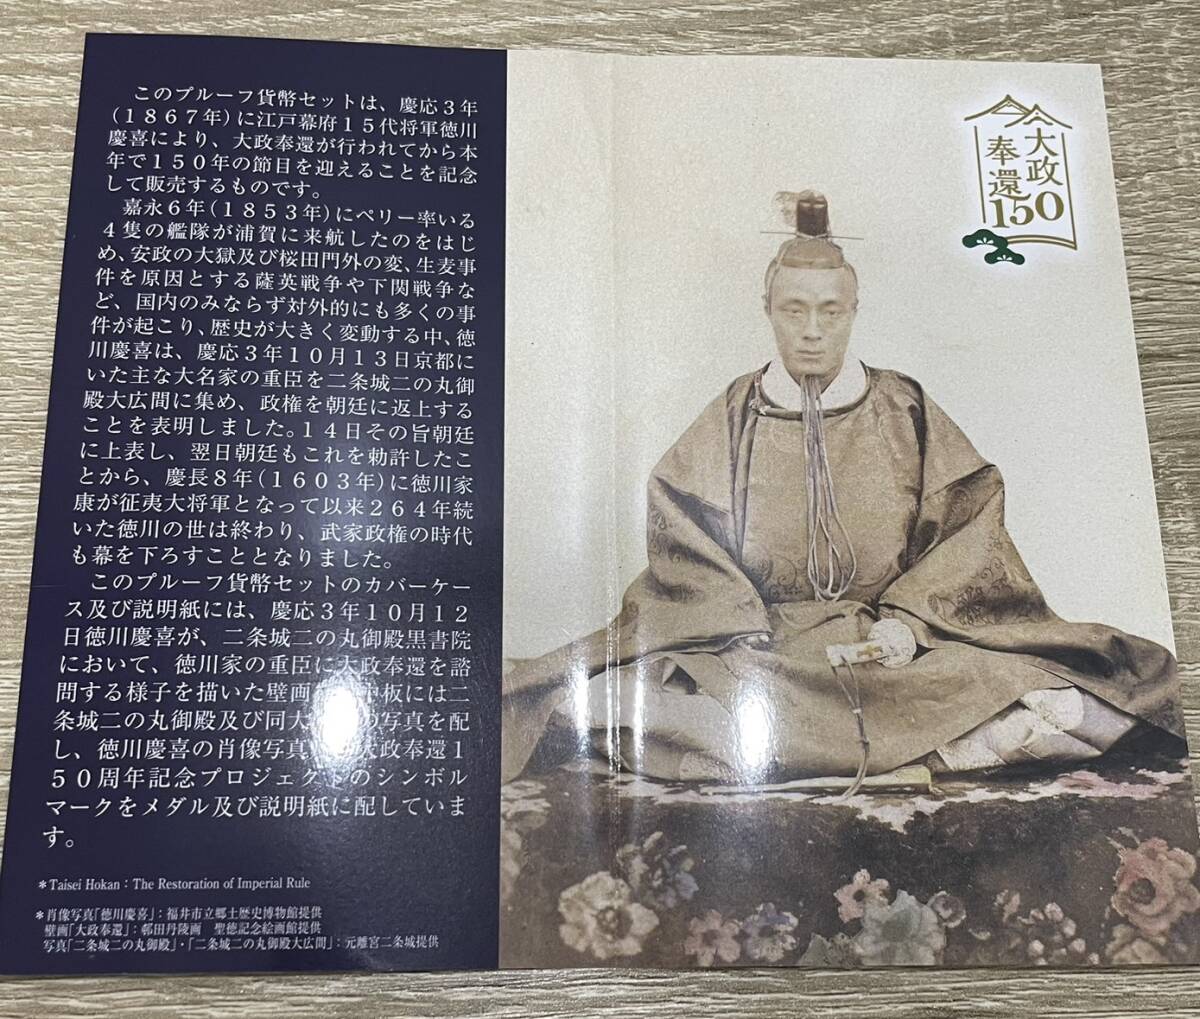 このプルーフ貨幣セットは、慶応３年
(１８６７年)に江戸幕府１５代将軍徳川
慶喜により、大政奉還が行われてから本
年で１５０年の節目を迎えることを記念
して販売するものです。
嘉永６年(１８５３年)にペリー率いる
４隻の艦隊が浦賀に来航したのをはじ
め、安政の大獄及び桜田門外の変、生麦事
件を原因とする薩英戦争や下関戦争な
ど、国内のみならず対外的にも多くの事
件が起こり、歴史が大きく変動する中、徳
川慶喜は、慶応３年１０月１３日京都に
いた主な大名家の重臣を二条城二の丸御
殿大広間に集め、政権を朝廷に返上する
ことを表明しました。１４日その旨朝廷
に上表し、翌日朝廷もこれを勅許したこ
とから、慶長８年(１６０３年)に徳川家
康が征夷大将軍となって以来２６４年続
いた徳川の世は終わり、武家政権の時代
も幕を下ろすこととなりました。
このプルーフ貨幣セットのカバーケー
ス及び説明紙には、慶応３年１０月１２
日徳川慶喜が、二条城二の丸御殿黒書院
において、徳川家の重臣に大政奉還を諮
問する様子を描いた壁画 中板には二
条城二の丸御殿及び同大 の写真を配
し、徳川慶喜の肖像写真 大政奉還１
５０周年記念プロジェクトのシンボル
マークをメダル及び説明紙に配していま
す。
＊Taisei Hokan：The Restoration of Imperial Rule
＊肖像写真「徳川慶喜」：福井市立郷土歴史博物館提供
壁画「大政奉還」：邨田丹陵画　聖徳記念絵画館提供
写真「二条城二の丸御殿」・「二条城二の丸御殿大広間」：元離宮二条城提供
大政
奉還
150